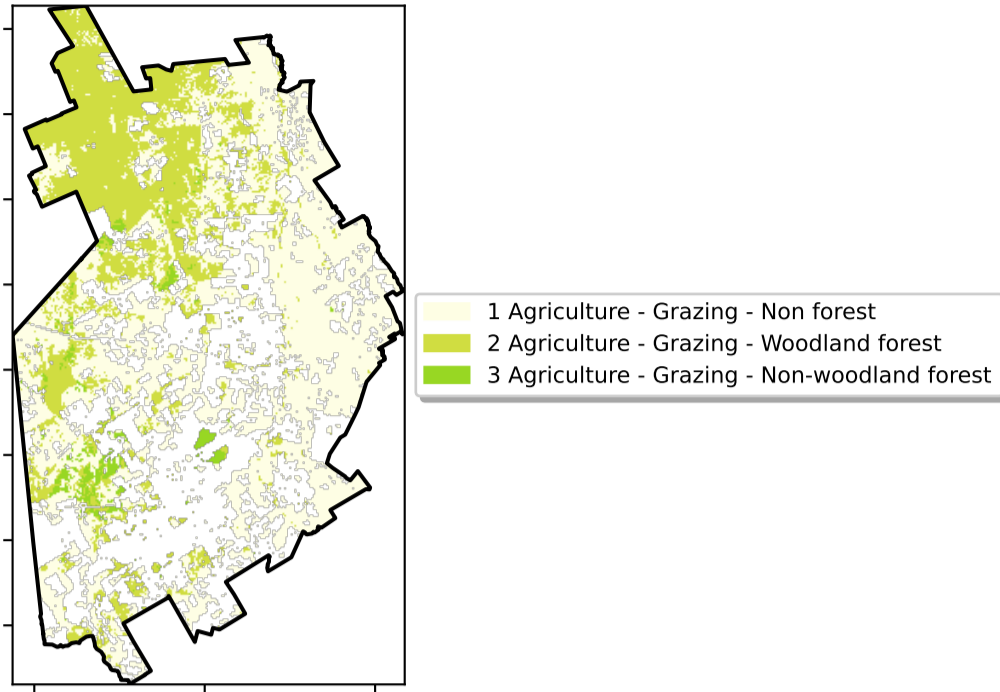 1 Agriculture - Grazing - Non forest
2 Agriculture - Grazing - Woodland forest
3 Agriculture - Grazing - Non-woodland forest